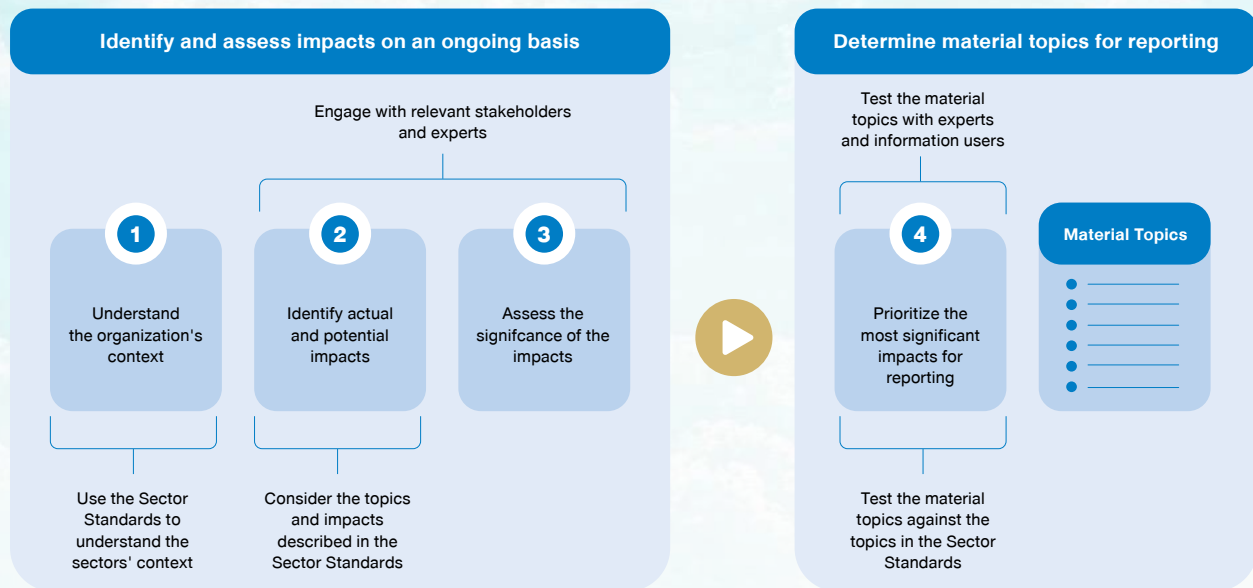 Identify and assess impacts on an ongoing basis
Engage with relevant stakeholders
and experts
1
Understand
the organization's
context
2
Identify actual
and potential
impacts
3
Assess the
signifcance of the
impacts
Use the Sector
Standards to
understand the
sectors' context
Consider the topics
and impacts
described in the
Sector Standards
Determine material topics for reporting
Test the material
topics with experts
and information users
4
Prioritize the
most significant
impacts for
reporting
Material Topics
Test the material
topics against the
topics in the Sector
Standards